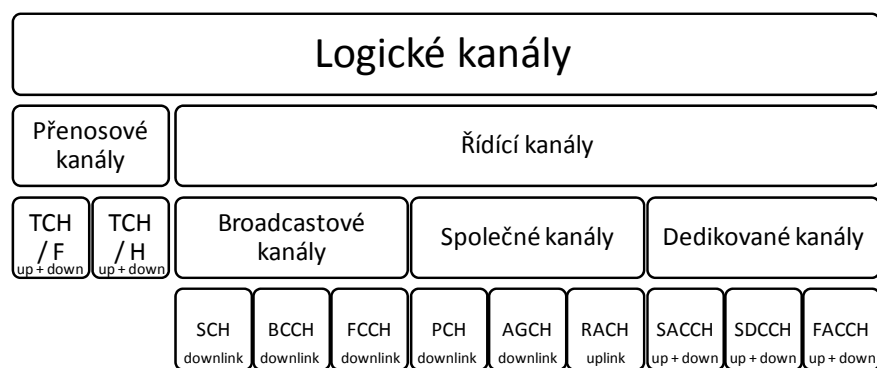 Logické kanály
Přenosové
kanály
Řídící kanály
TCH
/ F
up + down
TCH
/ H
up + down
Broadcastové
kanály
Společné kanály
Dedikované kanály
SCH
downlink
BCCH
downlink
FCCH
downlink
PCH
downlink
AGCH
downlink
RACH
uplink
SACCH
up + down
SDCCH
up + down
FACCH
up + down